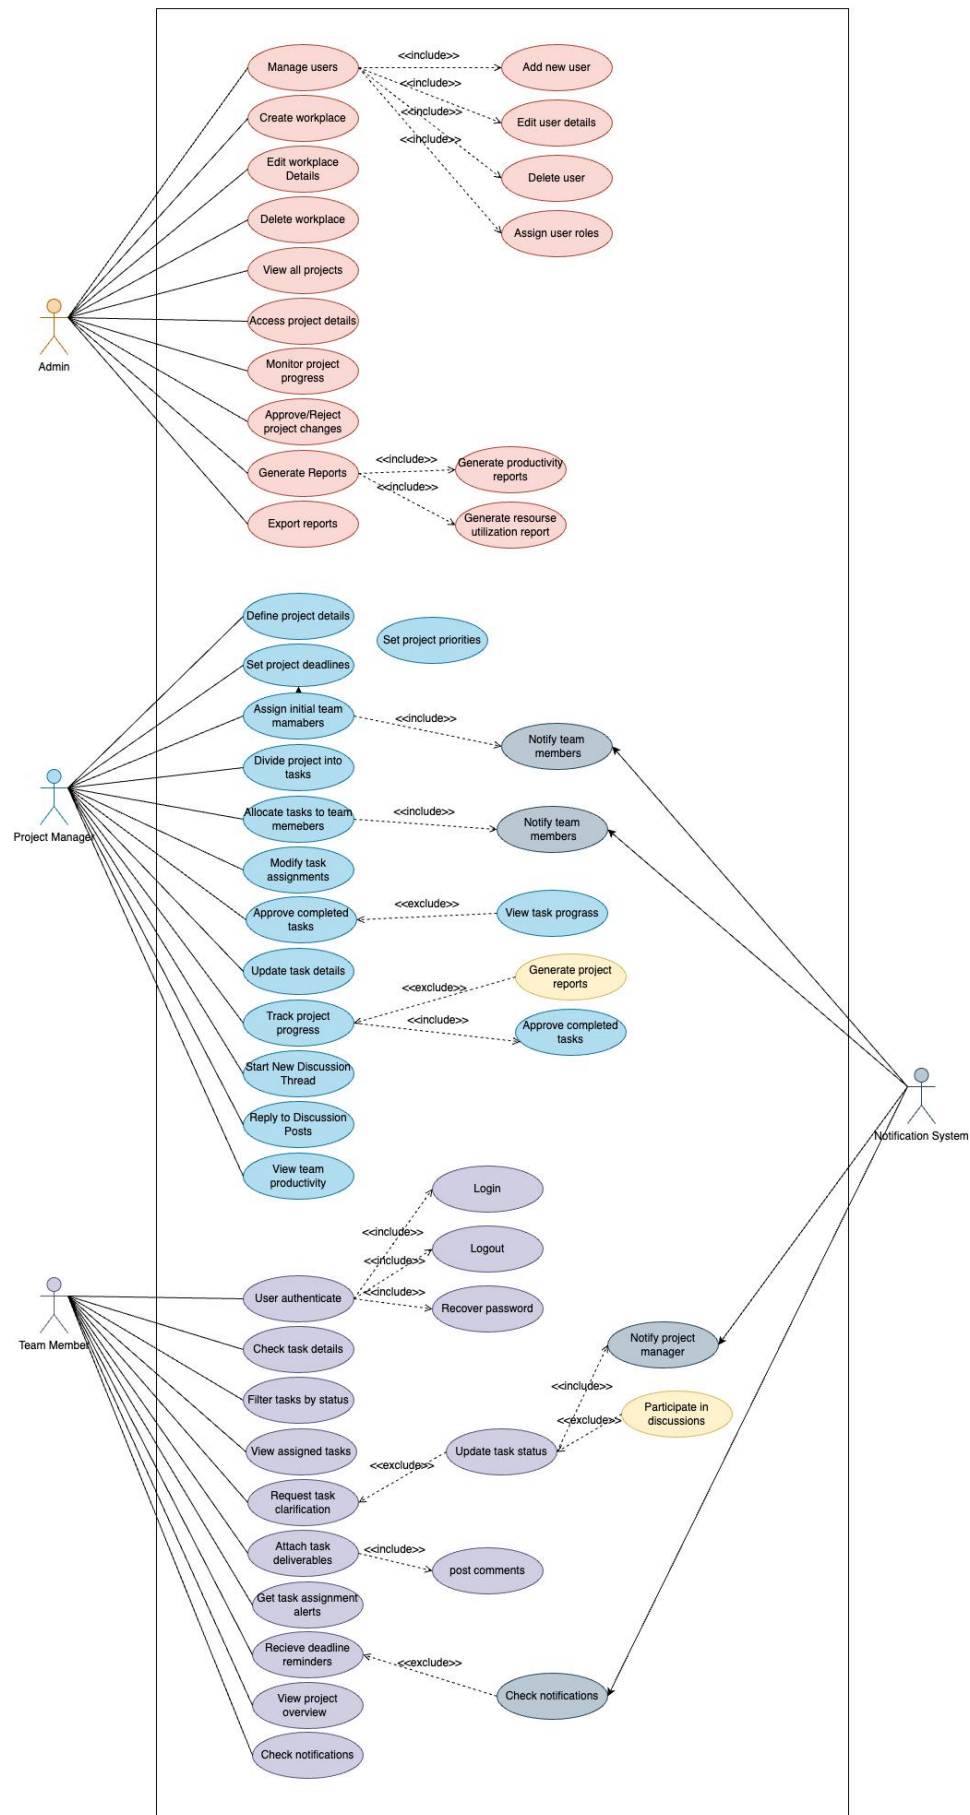 Manage users
<<include>>
Add new user
<<include>>
Create workplace
<<include>>
Edit user details
<<include>>
Edit workplace
Details
Delete user
Delete workplace
Assign user roles
View all projects
Access project details
Admin
Monitor project
progress
Approve/Reject
project changes
Generate Reports
<<include>>
Generate productivity
reports
<<include>>
Export reports
Generate resourse
utilization report
Define project details
Set project priorities
Set project deadlines
Assign initial team
mamabers
<<include>>
Notify team
members
Divide project into
tasks
Project Manager
Allocate tasks to team
memebers
<<include>>
Notify team
members
Modify task
assignments
Approve completed
tasks
<<exclude>>
View task prograss
Update task details
Generate project
reports
<<exclude>>
Track project
progress
<<include>>
Approve completed
tasks
Start New Discussion
Thread
Reply to Discussion
Posts
Notification System
View team
productivity
Login
<<include>>
Logout
<<include>>
User authenticate
<<include>>
Recover password
Team Member
Check task details
Notify project
manager
<<include>>
Filter tasks by status
Participate in
discussions
<<exclude>>
View assigned tasks
Update task status
<<exclude>>
Request task
clarification
Attach task
deliverables
<<include>>
post comments
Get task assignment
alerts
Recieve deadline
reminders
<<exclude>>
Check notifications
View project
overview
Check notifications